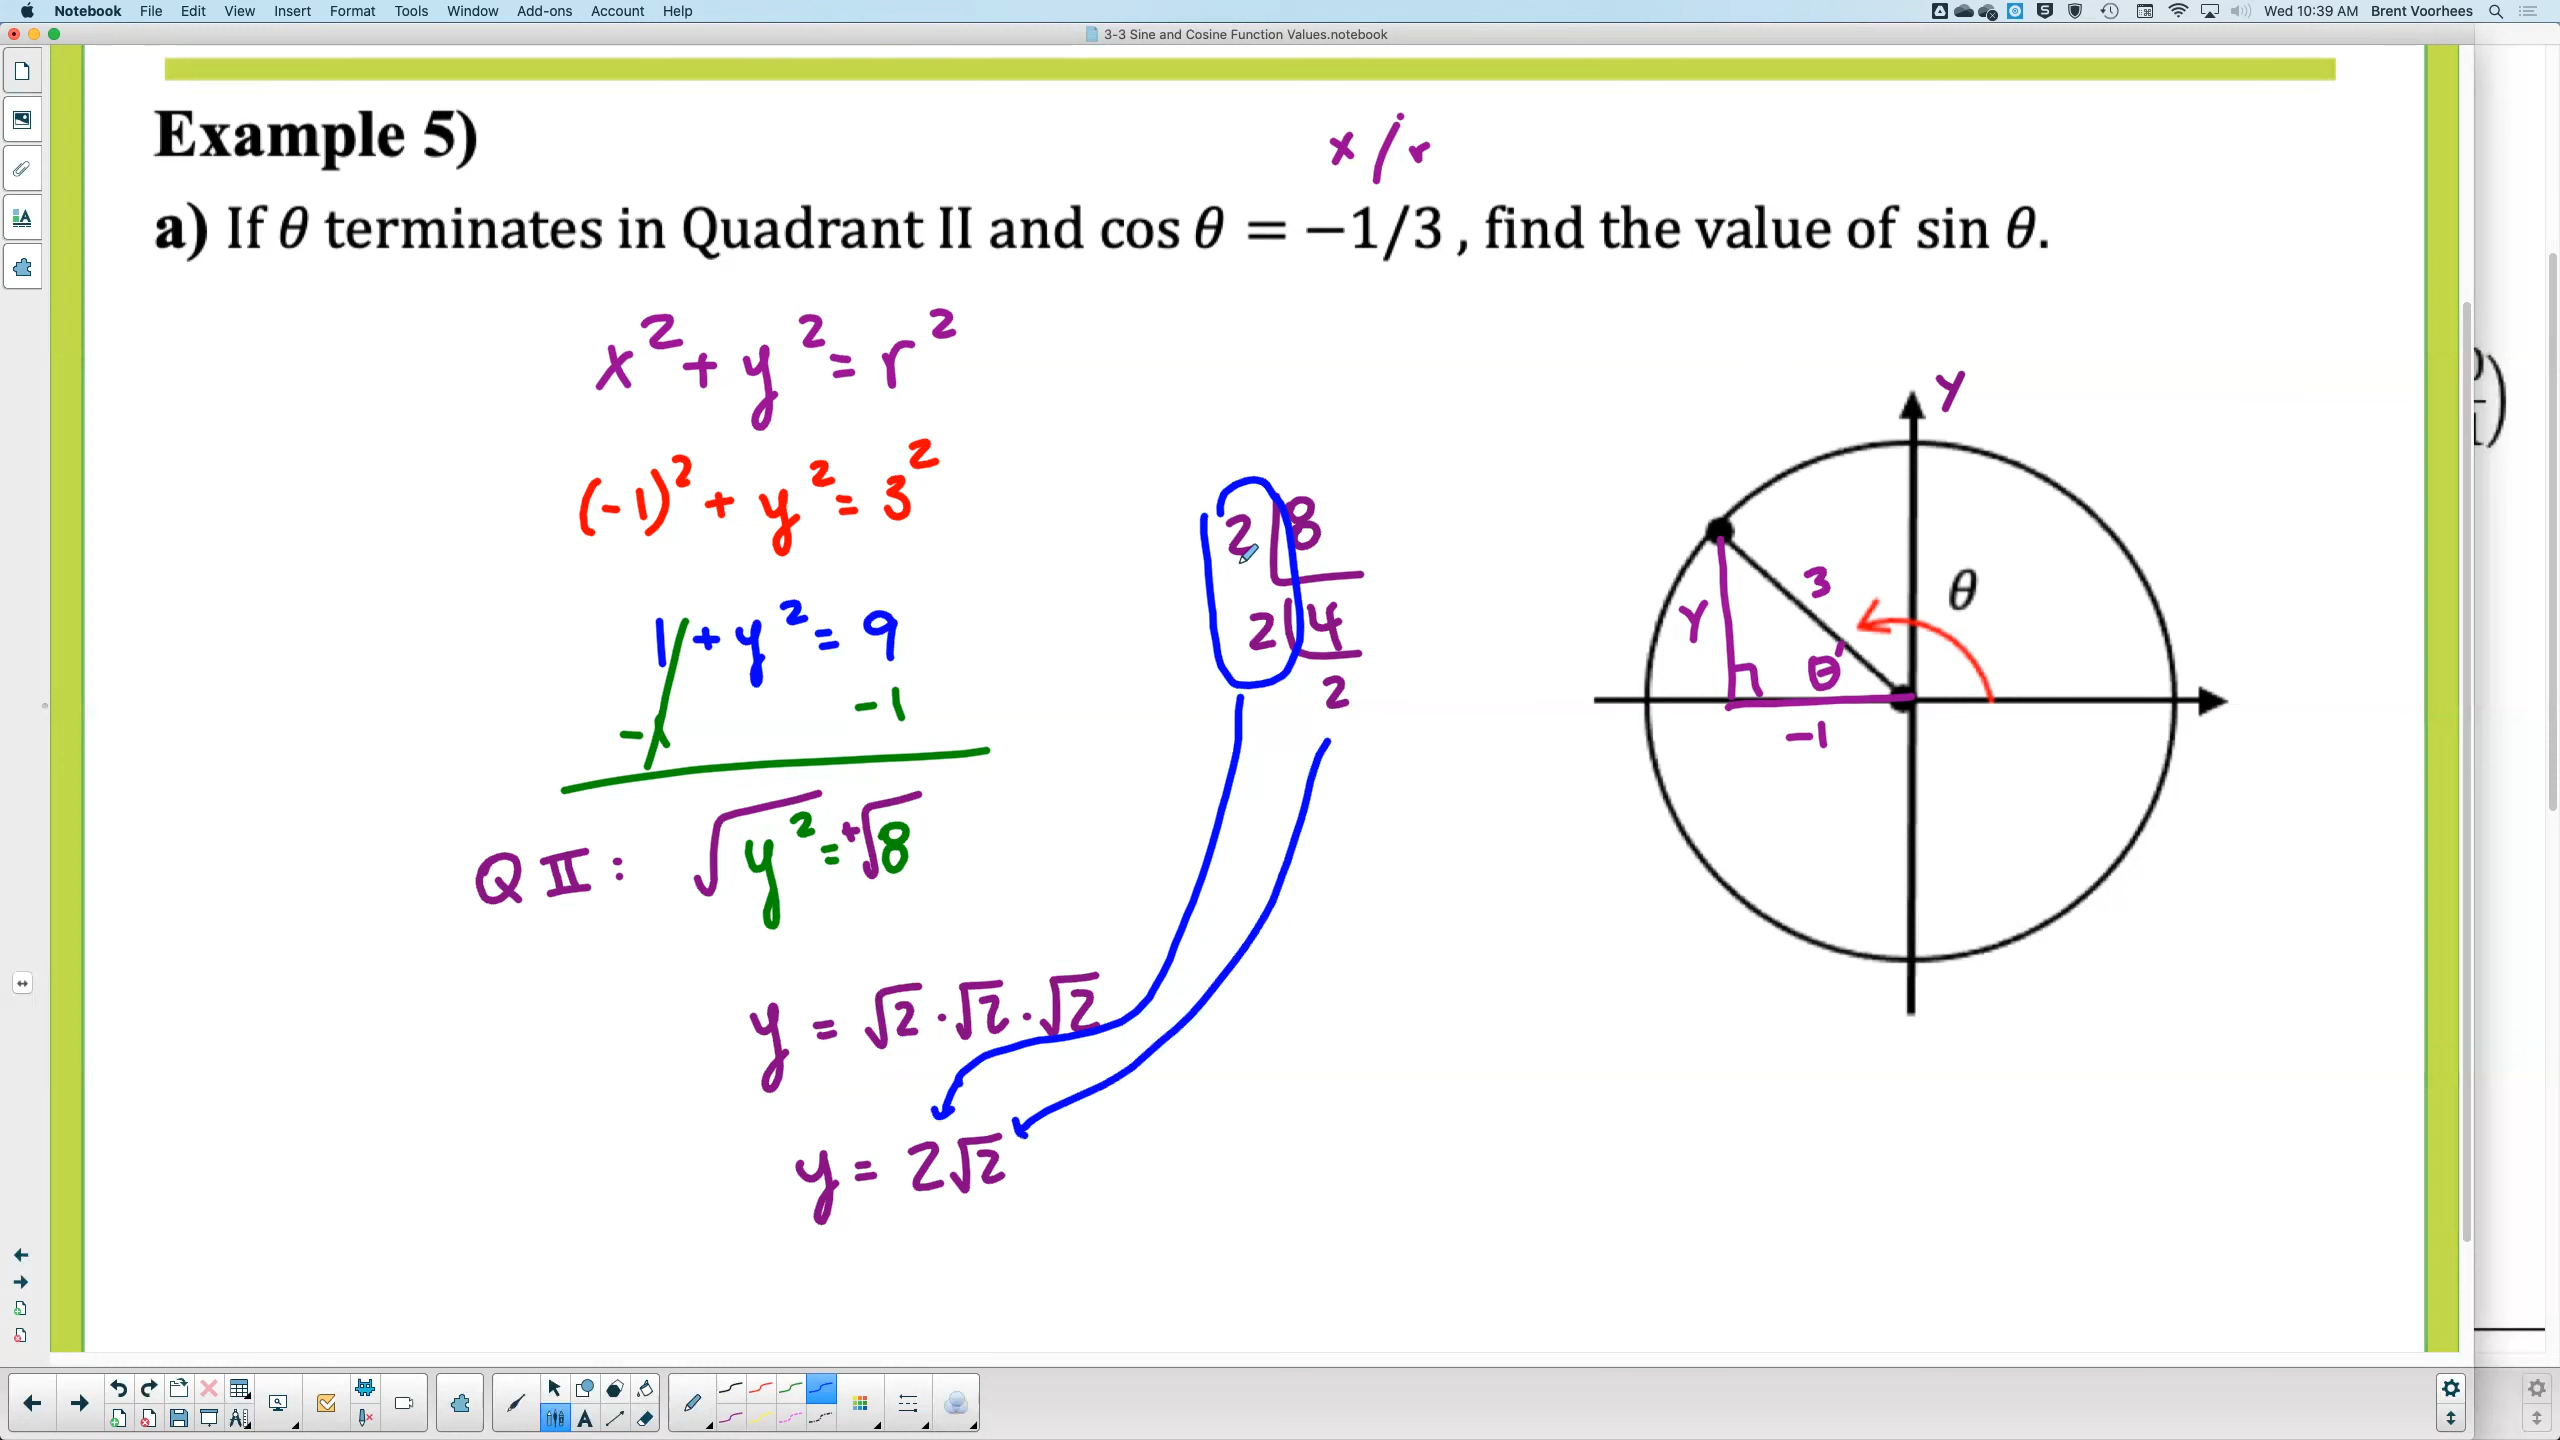 Notebook File Edit View Insert Format Tools Window Add-ons Account Help Wed 10:39 AM Brent Voorhees
3-3 Sine and Cosine Function Values.notebook
Example 5)
x/r
a) If θ terminates in Quadrant II and cos θ = −1/3 , find the value of sin θ.
x² + y² = r²
(-1)² + y² = 3²
1 + y² = 9
-1 -1
Q II: √y² = +√8
y = √2 · √2 · √2
y = 2√2
2 8
2 4
2
y
θ
3
y
θ'
-1